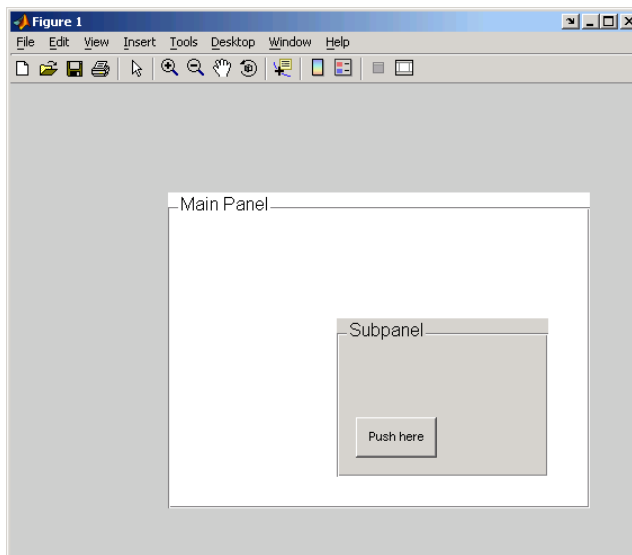 Figure 1
File Edit View Insert Tools Desktop Window Help
Main Panel
Subpanel
Push here